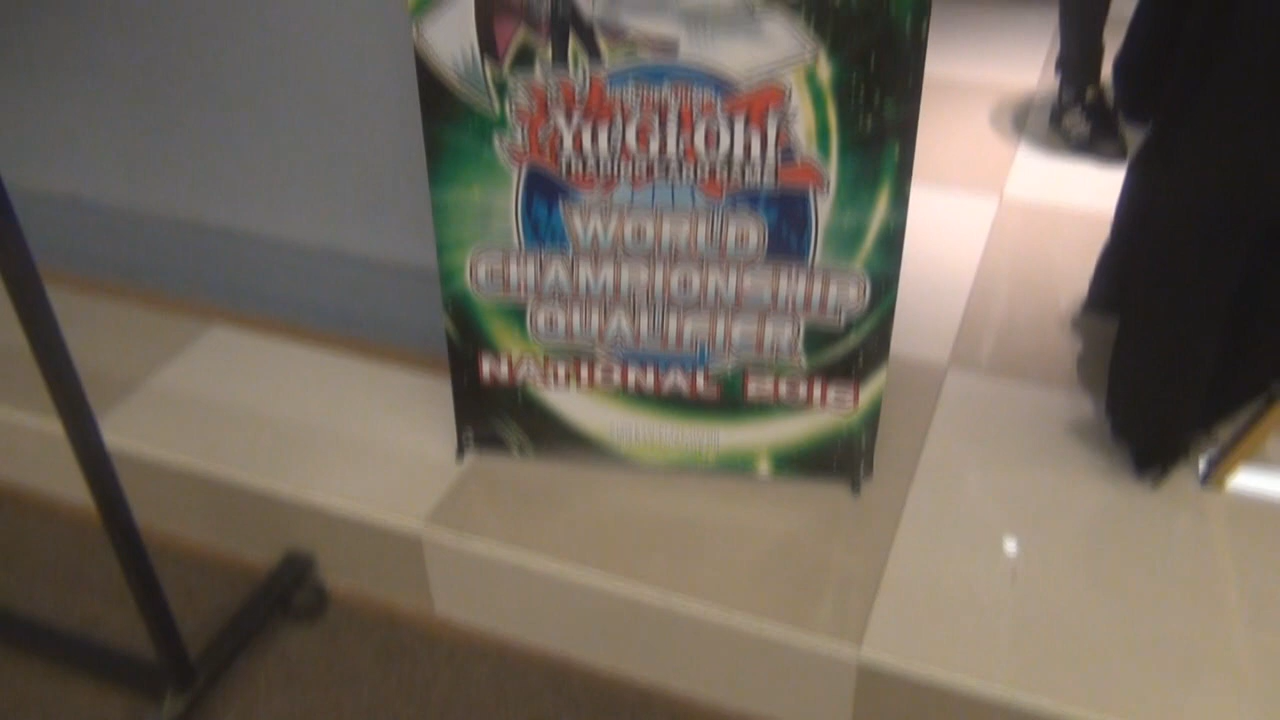 Yu-Gi-Oh!
TRADING CARD GAME
WORLD
CHAMPIONSHIP
QUALIFIER
NATIONAL 2016